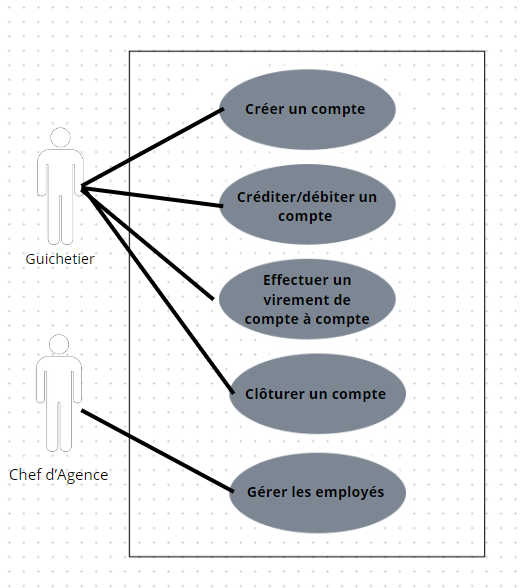 Créer un compte
Créditer/débiter un
compte
Guichetier
Effectuer un
virement de
compte à compte
Clôturer un compte
Chef d'Agence
Gérer les employés